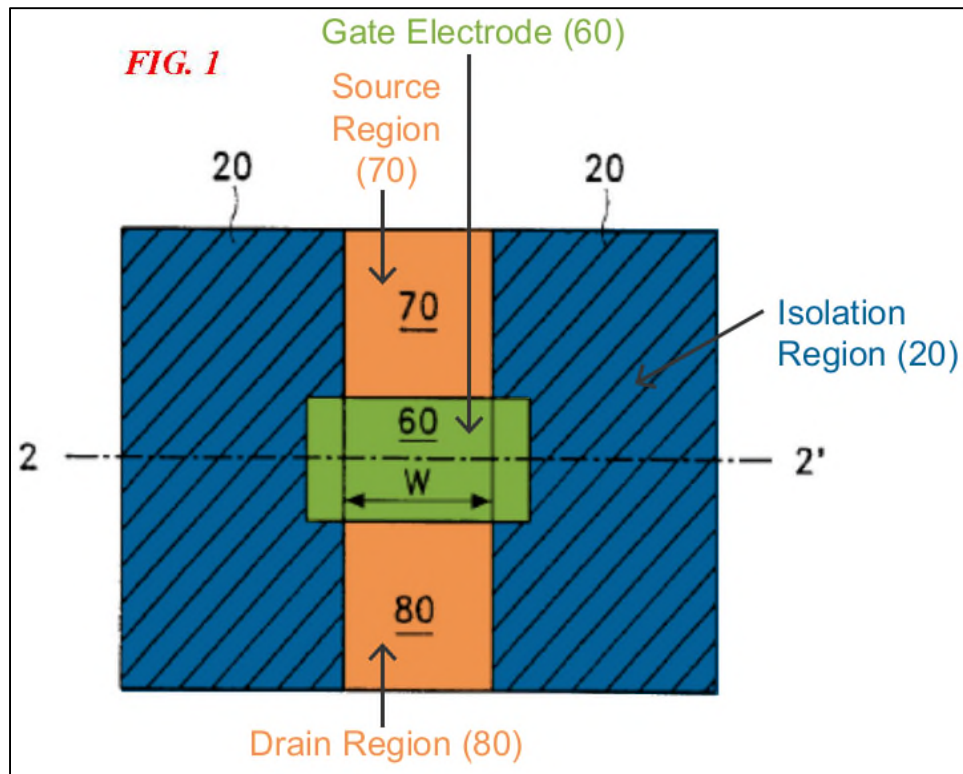 Gate Electrode (60)
FIG. 1
Source
Region
(70)
20
20
70
Isolation
Region (20)
60
2
2'
W
80
Drain Region (80)